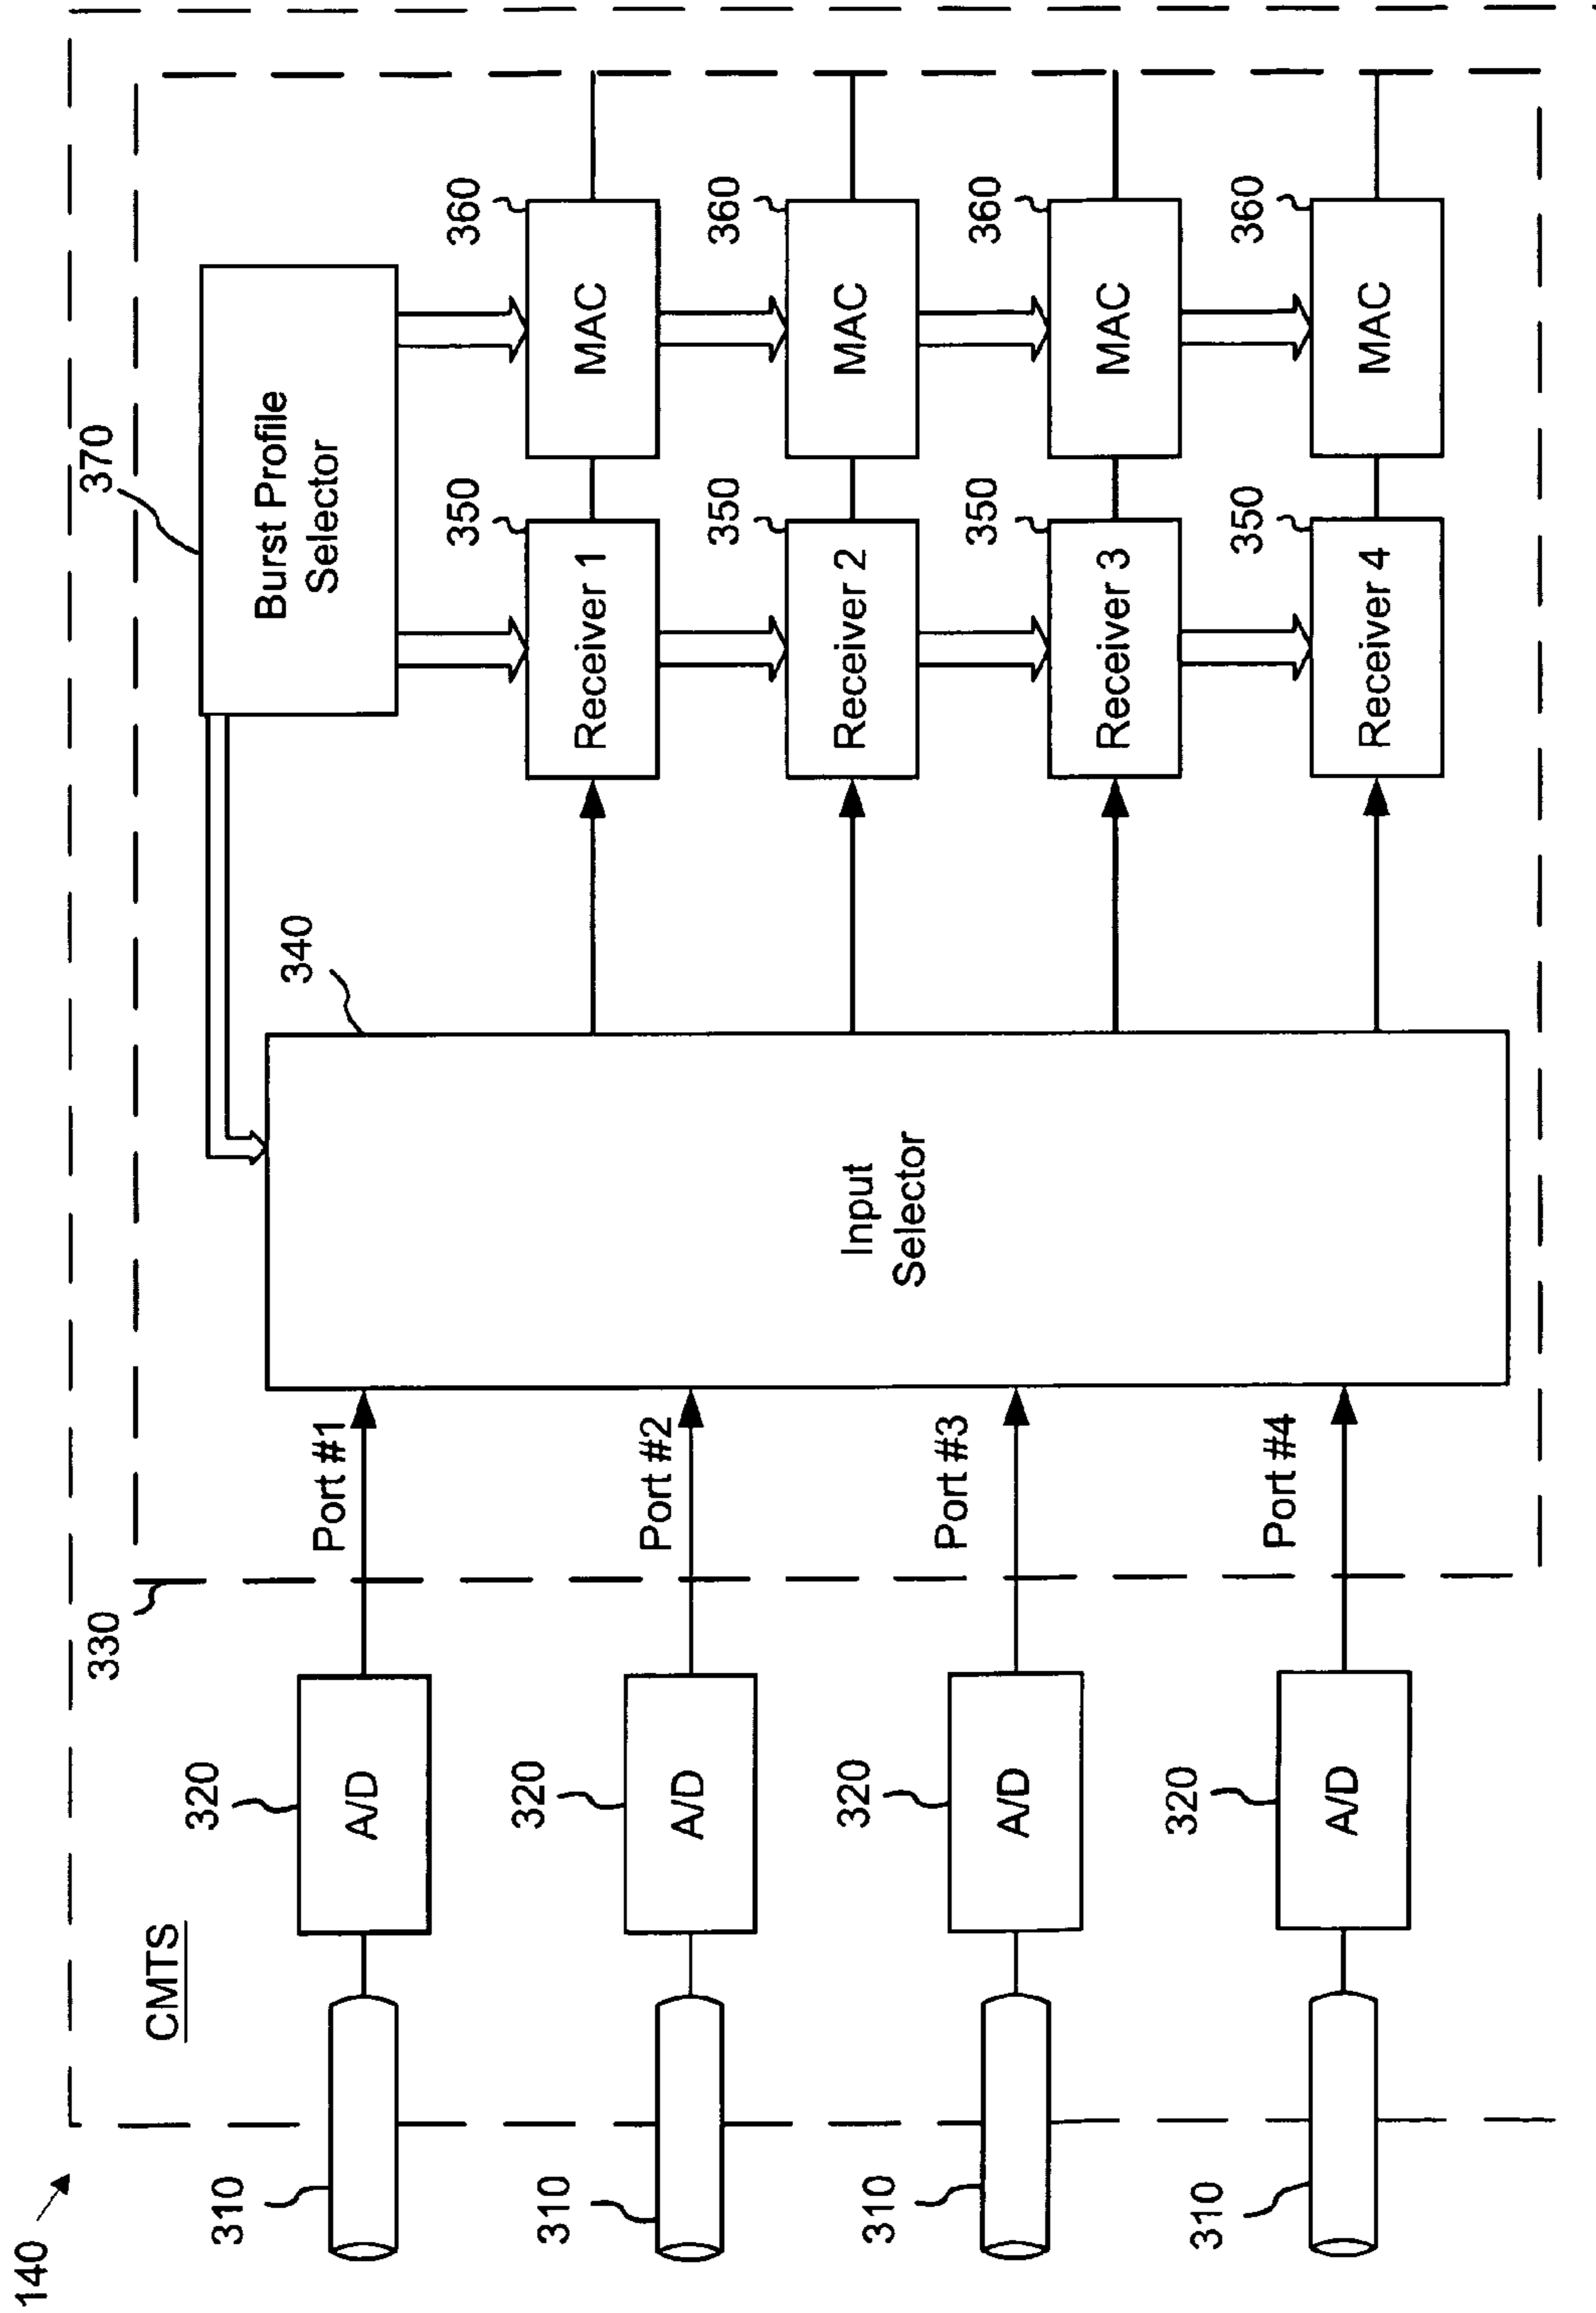 140
CMTS
330
370
Burst Profile
Selector
340
Input
Selector
310
320
A/D
Port #1
Receiver 1
350
MAC
360
310
320
A/D
Port #2
Receiver 2
350
MAC
360
310
320
A/D
Port #3
Receiver 3
350
MAC
360
310
320
A/D
Port #4
Receiver 4
350
MAC
360